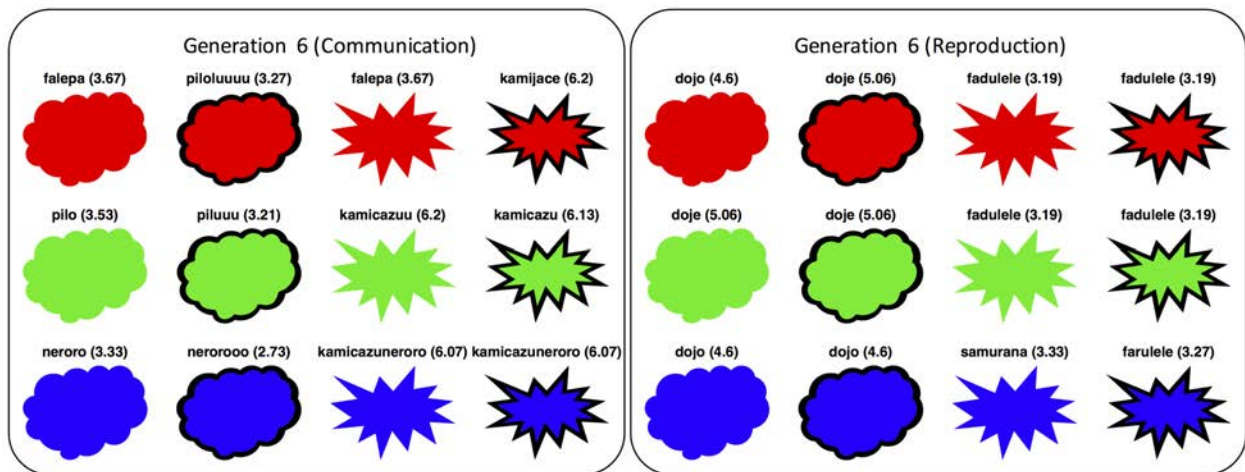 Generation 6 (Communication)
falepa (3.67) piloluuuu (3.27) falepa (3.67) kamijace (6.2)
pilo (3.53) piluuu (3.21) kamicazuu (6.2) kamicazu (6.13)
neroro (3.33) nerorooo (2.73) kamicazuneroro (6.07) kamicazuneroro (6.07)
Generation 6 (Reproduction)
dojo (4.6) doje (5.06) fadulele (3.19) fadulele (3.19)
doje (5.06) doje (5.06) fadulele (3.19) fadulele (3.19)
dojo (4.6) dojo (4.6) samurana (3.33) farulele (3.27)